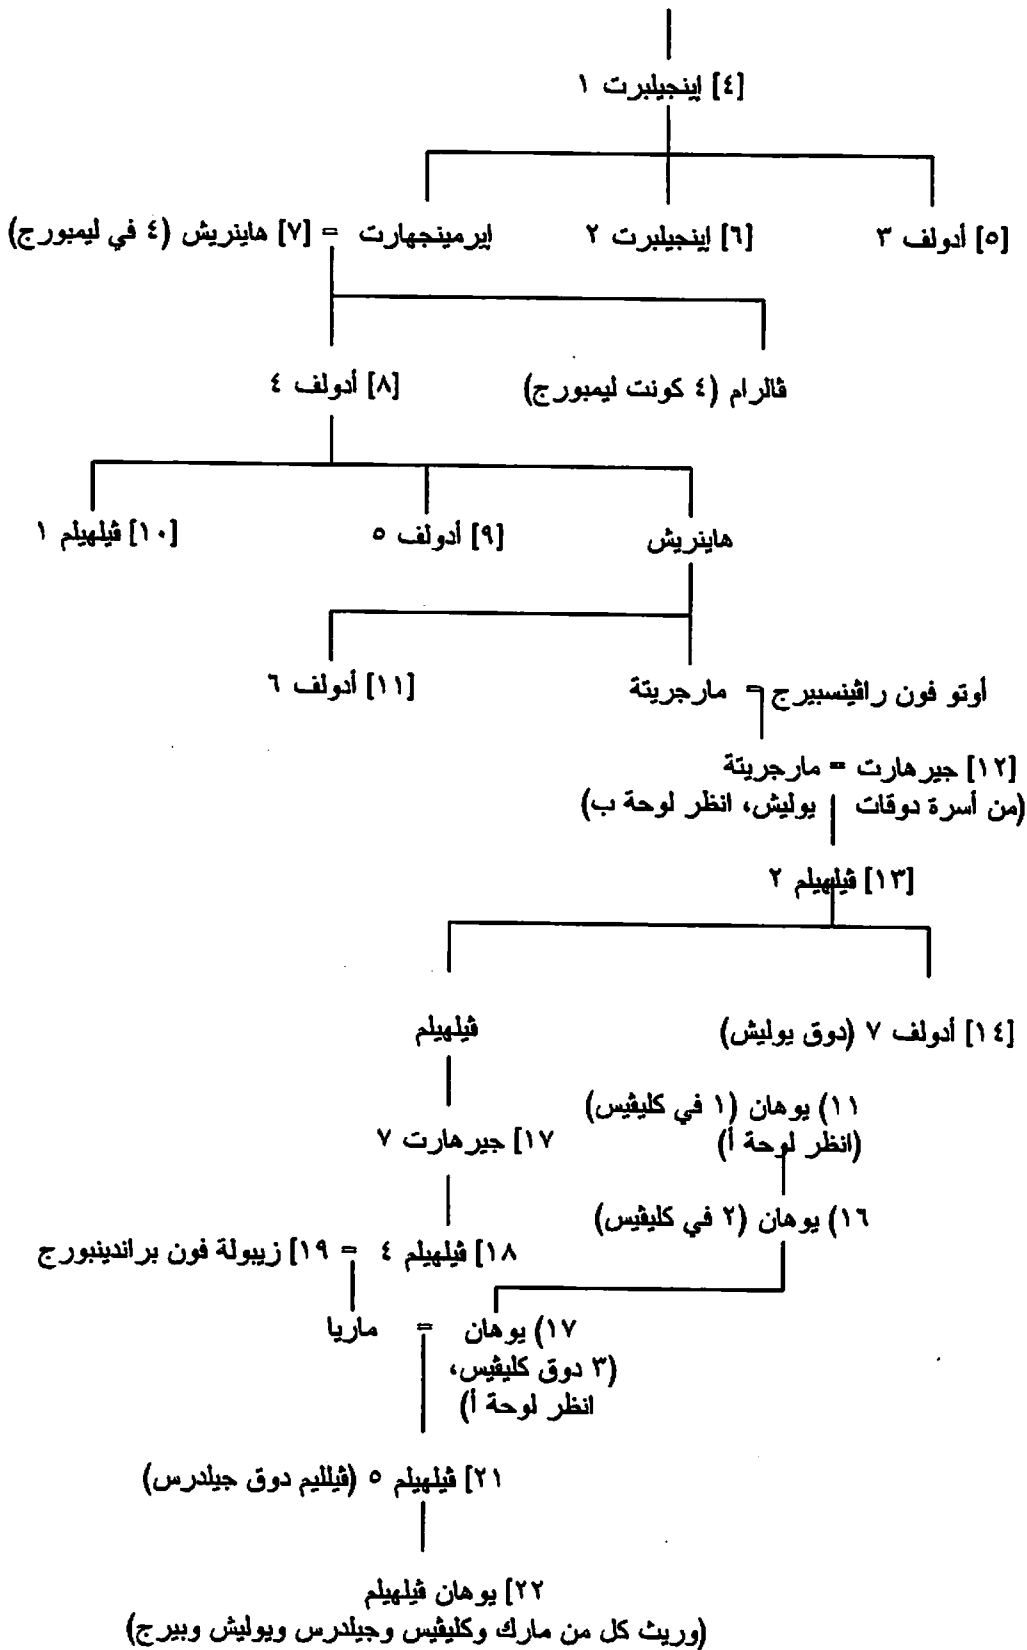 [٤] إينجيلبرت ١
[٥] أدولف ٣ [٦] إينجيلبرت ٢ إيرمينجهارت = [٧] هاينريش (٤ في ليمبورج)
ڤالرام (٤ كونت ليمبورج) [٨] أدولف ٤
هاينريش [٩] أدولف ٥ [١٠] ڤيلهيلم ١
أوتو فون راڤينسبيرج = مارجريتة [١١] أدولف ٦
[١٢] جيرهارت = مارجريتة
(من أسرة دوقات يوليش، انظر لوحة ب)
[١٣] ڤيلهيلم ٢
[١٤] أدولف ٧ (دوق يوليش) ڤيلهيلم
١١) يوهان (١ في كليڤيس)
(انظر لوحة أ)
١٧] جيرهارت ٧
١٦) يوهان (٢ في كليڤيس)
١٨] ڤيلهيلم ٤ = ١٩] زيبولة فون براندينبورج
١٧) يوهان = ماريا
(٣ دوق كليڤيس،
انظر لوحة أ)
٢١] ڤيلهيلم ٥ (ڤيلليم دوق جيلدرس)
٢٢] يوهان ڤيلهيلم
(وريث كل من مارك وكليڤيس وجيلدرس ويوليش وبيرج)